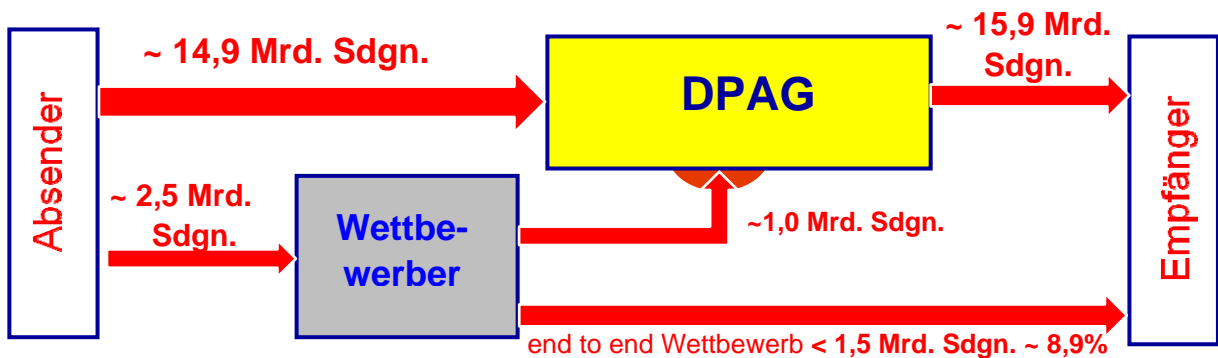 Absender
~ 14,9 Mrd. Sdgn.
DPAG
~ 15,9 Mrd.
Sdgn.
Empfänger
~ 2,5 Mrd.
Sdgn.
Wettbe-
werber
~1,0 Mrd. Sdgn.
end to end Wettbewerb < 1,5 Mrd. Sdgn. ~ 8,9%